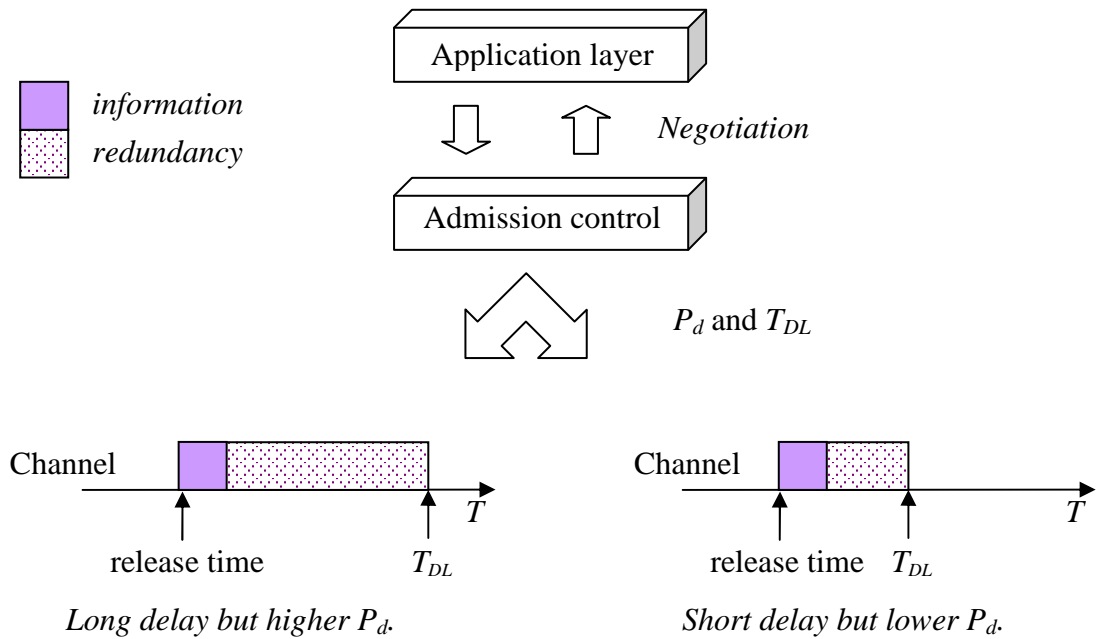 Application layer
information
redundancy
Negotiation
Admission control
P_d and T_DL
Channel
T
release time
T_DL
Long delay but higher P_d.
Channel
T
release time
T_DL
Short delay but lower P_d.